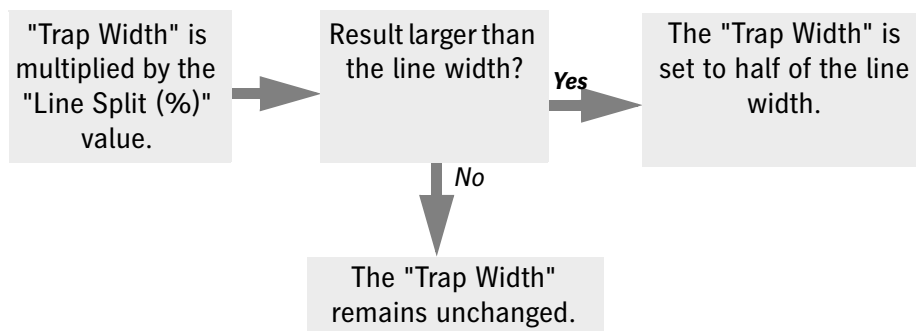 "Trap Width" is
multiplied by the
"Line Split (%)"
value.
Result larger than
the line width?
Yes
The "Trap Width" is
set to half of the line
width.
No
The "Trap Width"
remains unchanged.